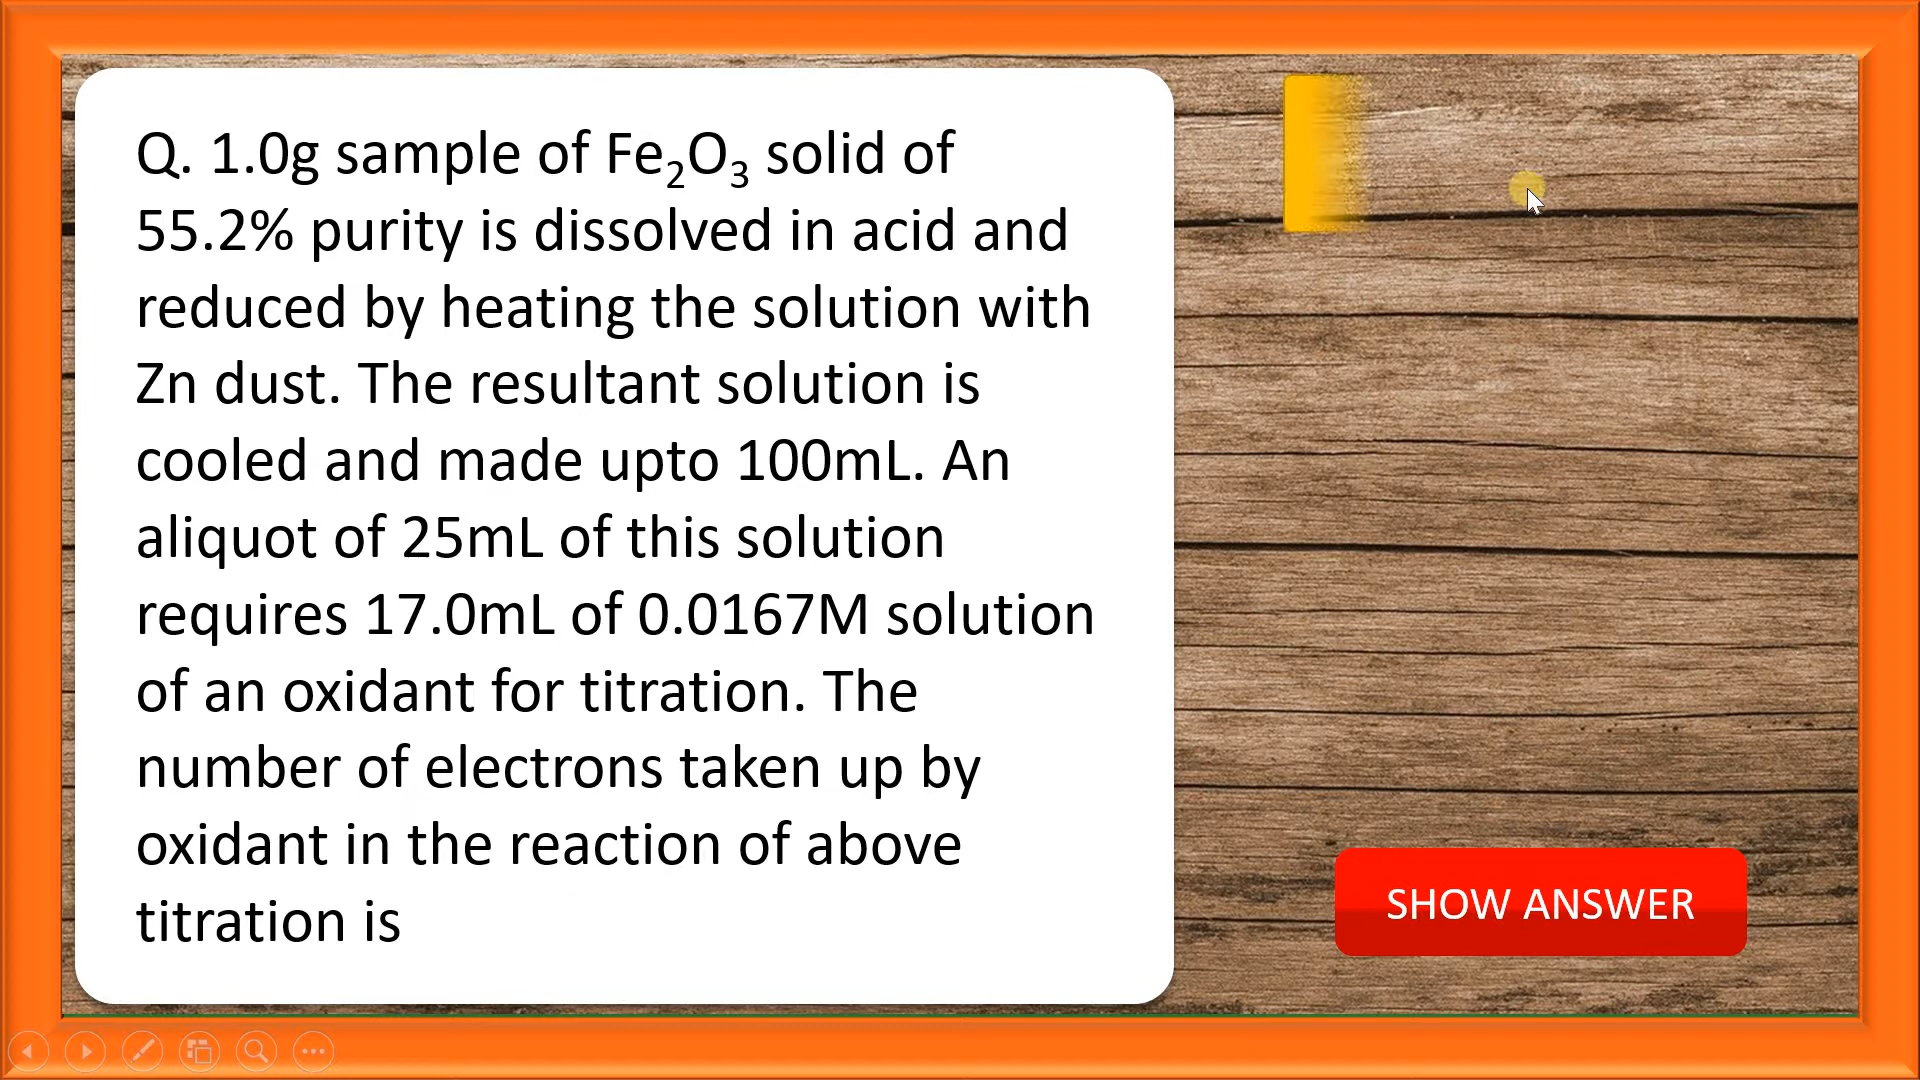 Q. 1.0g sample of Fe₂O₃ solid of
55.2% purity is dissolved in acid and
reduced by heating the solution with
Zn dust. The resultant solution is
cooled and made upto 100mL. An
aliquot of 25mL of this solution
requires 17.0mL of 0.0167M solution
of an oxidant for titration. The
number of electrons taken up by
oxidant in the reaction of above
titration is
SHOW ANSWER